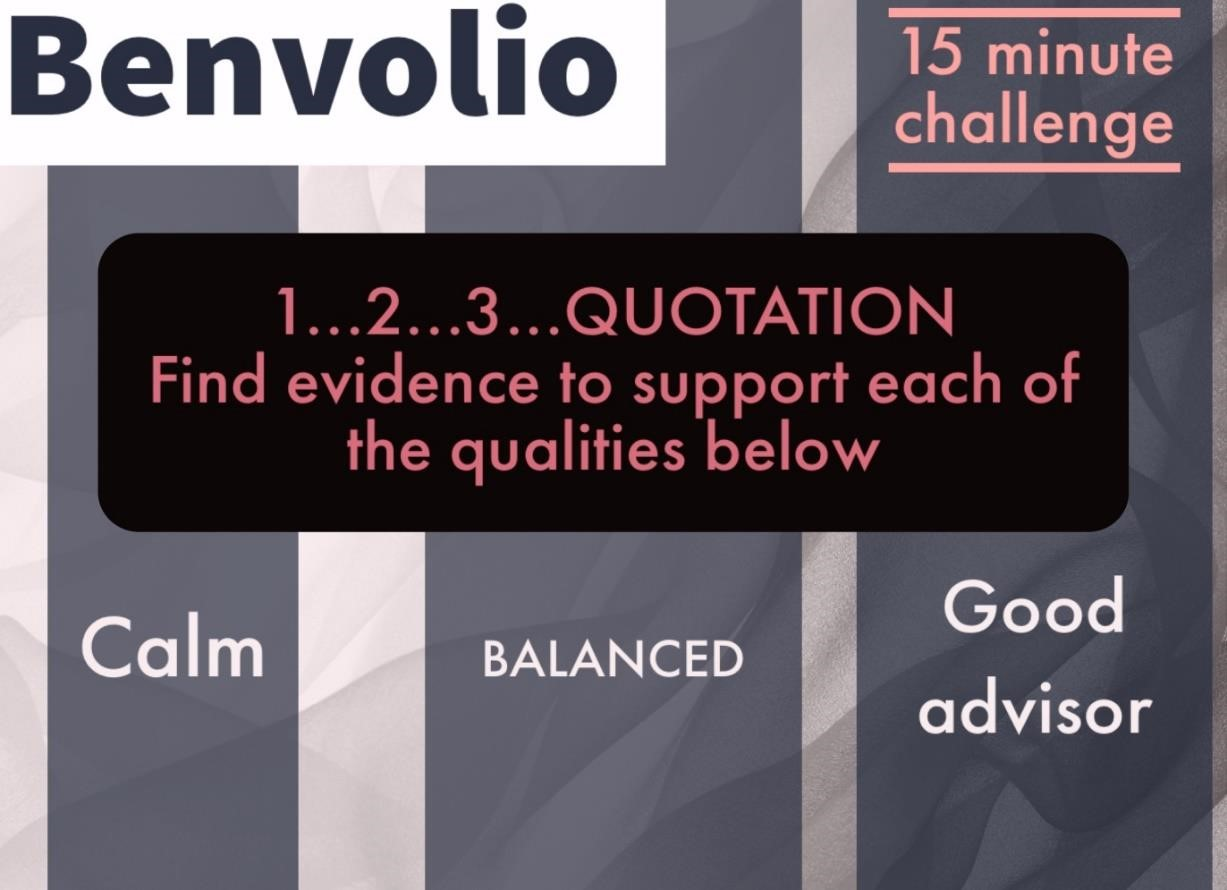 Benvolio
15 minute
challenge
1...2...3...QUOTATION
Find evidence to support each of
the qualities below
Calm
BALANCED
Good
advisor